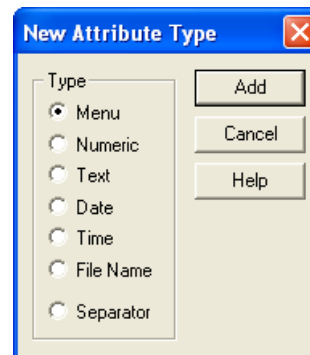 New Attribute Type
Type
Menu
Numeric
Text
Date
Time
File Name
Separator
Add
Cancel
Help